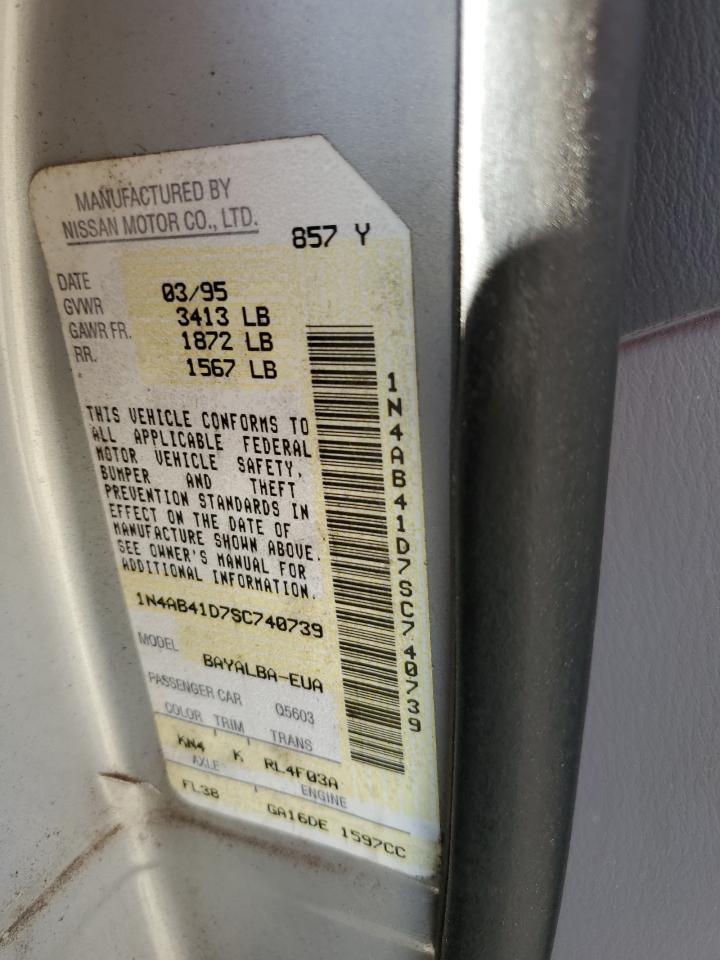 MANUFACTURED BY
NISSAN MOTOR CO., LTD.
857 Y
DATE 03/95
GVWR 3413 LB
GAWR FR. 1872 LB
RR. 1567 LB
THIS VEHICLE CONFORMS TO
ALL APPLICABLE FEDERAL
MOTOR VEHICLE SAFETY,
BUMPER AND THEFT
PREVENTION STANDARDS IN
EFFECT ON THE DATE OF
MANUFACTURE SHOWN ABOVE.
SEE OWNER'S MANUAL FOR
ADDITIONAL INFORMATION.
1N4AB41D7SC740739
1N4AB41D7SC740739
MODEL
BAYALBA-EUA
PASSENGER CAR Q5603
COLOR TRIM TRANS
KN4 K RL4F03A
AXLE ENGINE
FL38 GA16DE 1597CC